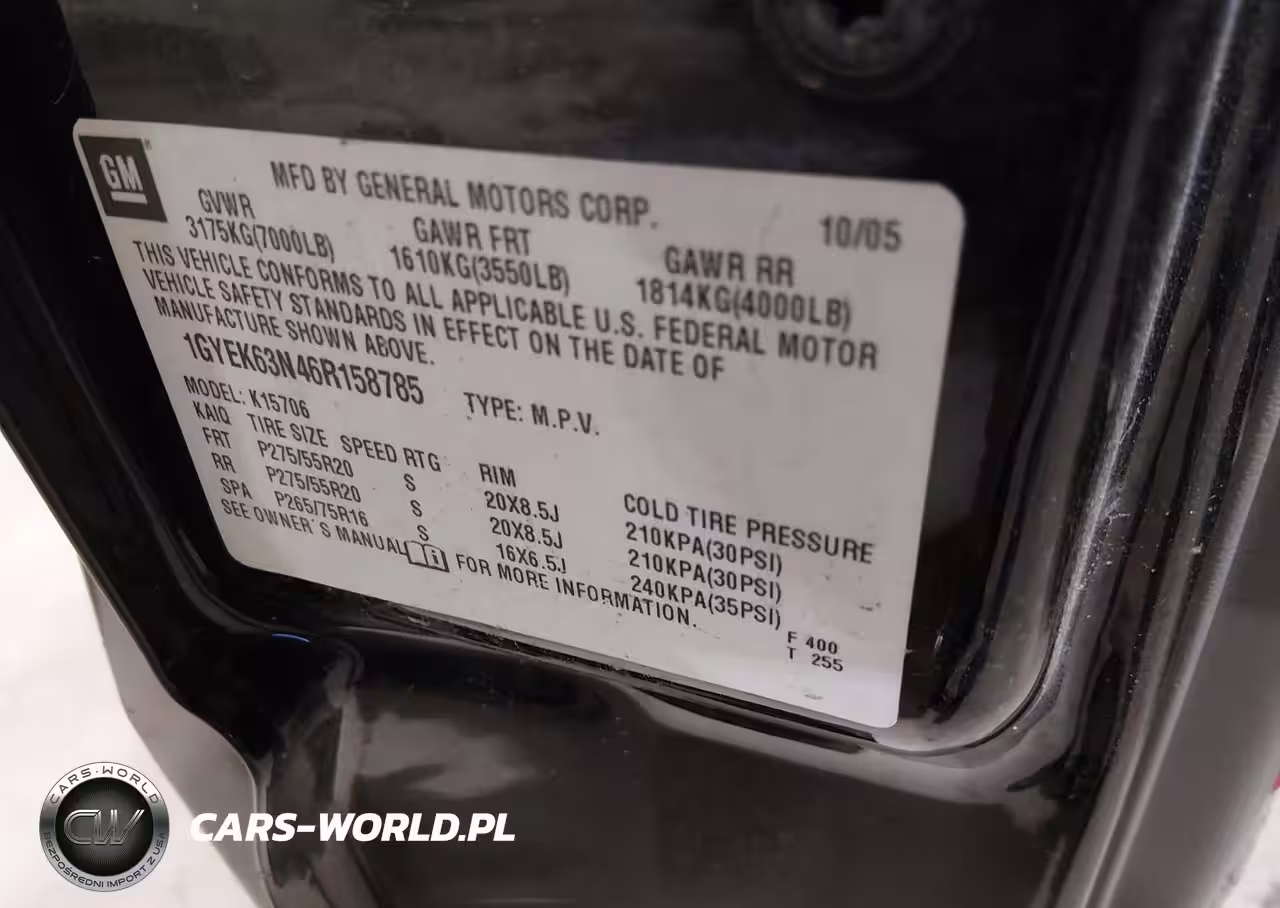 GM
MFD BY GENERAL MOTORS CORP.
10/05
GVWR GAWR FRT GAWR RR
3175KG(7000LB) 1610KG(3550LB) 1814KG(4000LB)
THIS VEHICLE CONFORMS TO ALL APPLICABLE U.S. FEDERAL MOTOR
VEHICLE SAFETY STANDARDS IN EFFECT ON THE DATE OF
MANUFACTURE SHOWN ABOVE.
1GYEK63N46R158785 TYPE: M.P.V.
MODEL: K15706
KAIQ TIRE SIZE SPEED RTG RIM COLD TIRE PRESSURE
FRT P275/55R20 S 20X8.5J 210KPA(30PSI)
RR P275/55R20 S 20X8.5J 210KPA(30PSI)
SPA P265/75R16 S 16X6.5J 240KPA(35PSI)
SEE OWNER'S MANUAL FOR MORE INFORMATION.
F 400
T 255
CARS-WORLD
CW
BEZPOŚREDNI IMPORT Z USA
CARS-WORLD.PL